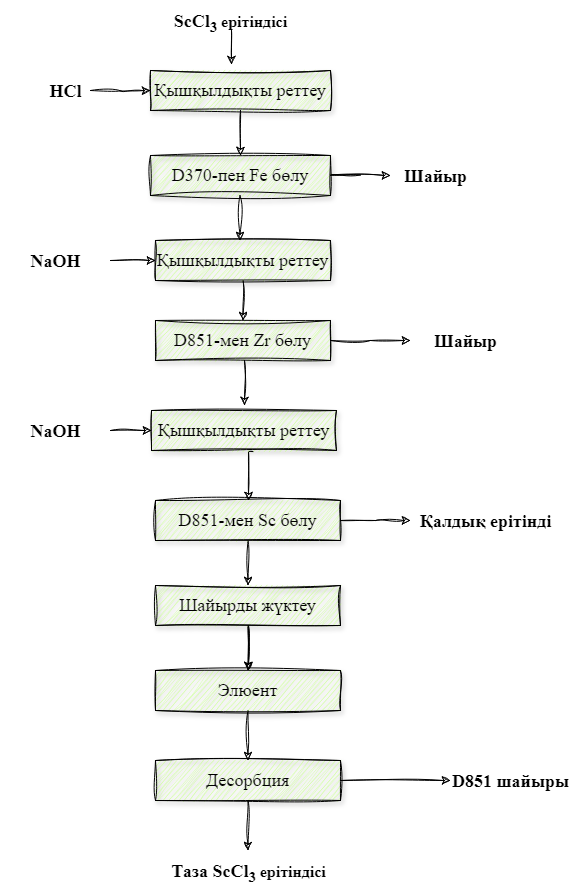 ScCl₃ ерітіндісі
HCl
Қышқылдықты реттеу
D370-пен Fe бөлу
Шайыр
NaOH
Қышқылдықты реттеу
D851-мен Zr бөлу
Шайыр
NaOH
Қышқылдықты реттеу
D851-мен Sc бөлу
Қалдық ерітінді
Шайырды жүктеу
Элюент
Десорбция
D851 шайыры
Таза ScCl₃ ерітіндісі